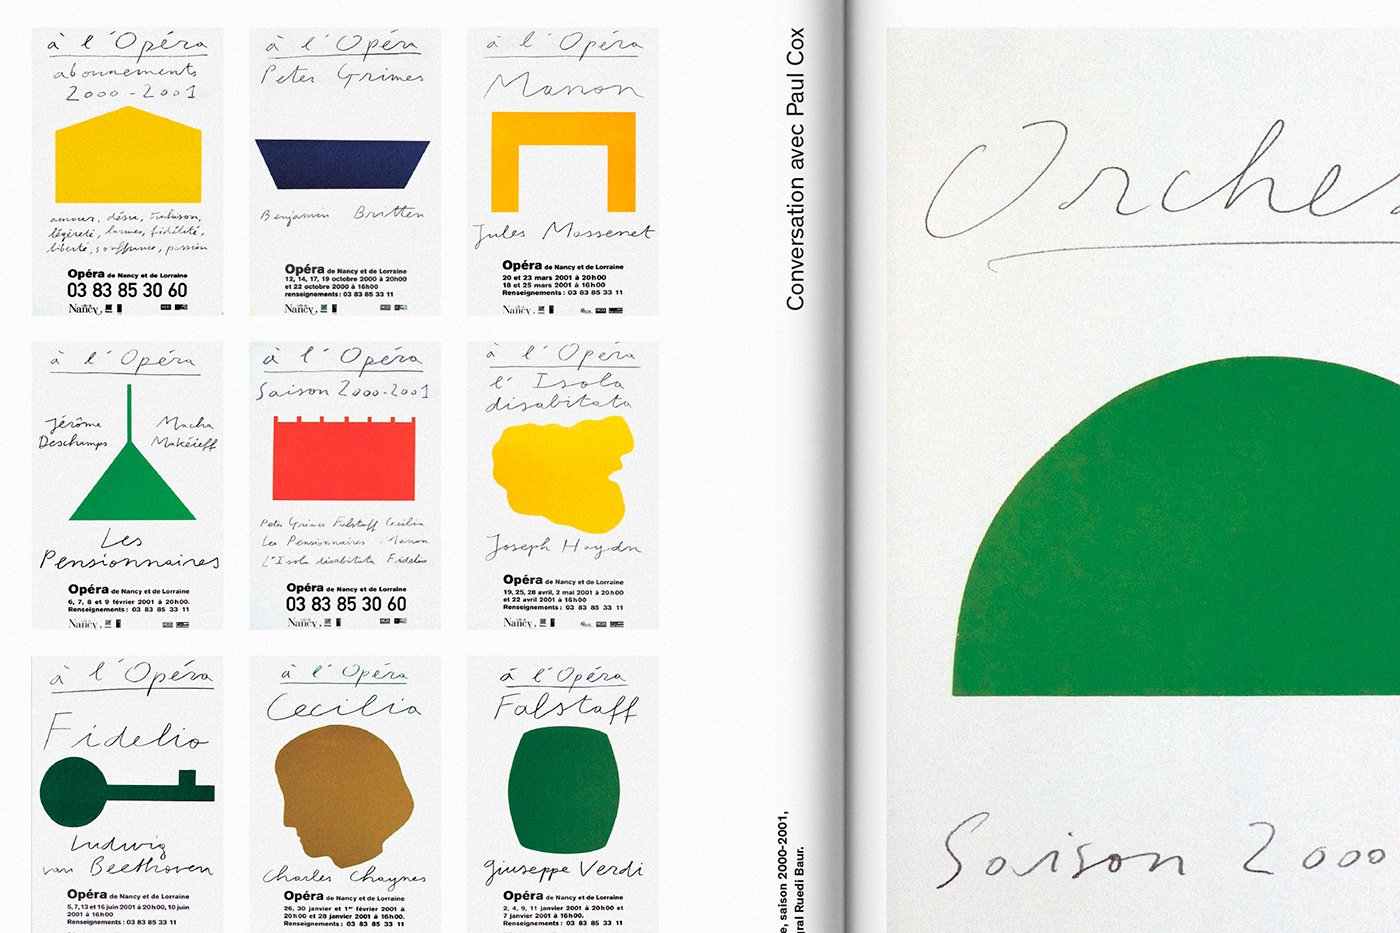 à l'Opéra
abonnements
2000-2001
amour, désir, trahison,
légèreté, larmes, fidélité,
liberté, souffrance, passion
Opéra de Nancy et de Lorraine
03 83 85 30 60
Nancy,
à l'Opéra
Peter Grimes
Benjamin Britten
Opéra de Nancy et de Lorraine
12, 14, 17, 19 octobre 2000 à 20h00
et 22 octobre 2000 à 16h00
renseignements : 03 83 85 33 11
Nancy,
à l'Opéra
Manon
Jules Massenet
Opéra de Nancy et de Lorraine
20 et 23 mars 2001 à 20h00
18 et 25 mars 2001 à 16h00
Renseignements : 03 83 85 33 11
Nancy,
à l'Opéra
Jérôme Deschamps
Macha Makéieff
Les
Pensionnaires
Opéra de Nancy et de Lorraine
6, 7, 8 et 9 février 2001 à 20h00.
Renseignements : 03 83 85 33 11
Nancy,
à l'Opéra
Saison 2000-2001
Peter Grimes Falstaff Cecilia
Les Pensionnaires Manon
L'Isola disabitata Fidelio
Opéra de Nancy et de Lorraine
03 83 85 30 60
Nancy,
à l'Opéra
l'Isola
disabitata
Joseph Haydn
Opéra de Nancy et de Lorraine
19, 25, 28 avril, 2 mai 2001 à 20h00
et 22 avril 2001 à 16h00
Renseignements : 03 83 85 33 11
Nancy,
à l'Opéra
Fidelio
Ludwig
van Beethoven
Opéra de Nancy et de Lorraine
5, 7, 13 et 16 juin 2001 à 20h00, 10 juin
2001 à 16h00
Renseignements : 03 83 85 33 11
à l'Opéra
Cecilia
Charles Chaynes
Opéra de Nancy et de Lorraine
26, 30 janvier et 1er février 2001 à
20h00 et 28 janvier 2001 à 16h00.
Renseignements : 03 83 85 33 11
à l'Opéra
Falstaff
Giuseppe Verdi
Opéra de Nancy et de Lorraine
2, 4, 9, 11 janvier 2001 à 20h00 et
7 janvier 2001 à 16h00.
Renseignements : 03 83 85 33 11
Conversation avec Paul Cox
e, saison 2000-2001,
gral Ruedi Baur.
Orches
Saison 2000